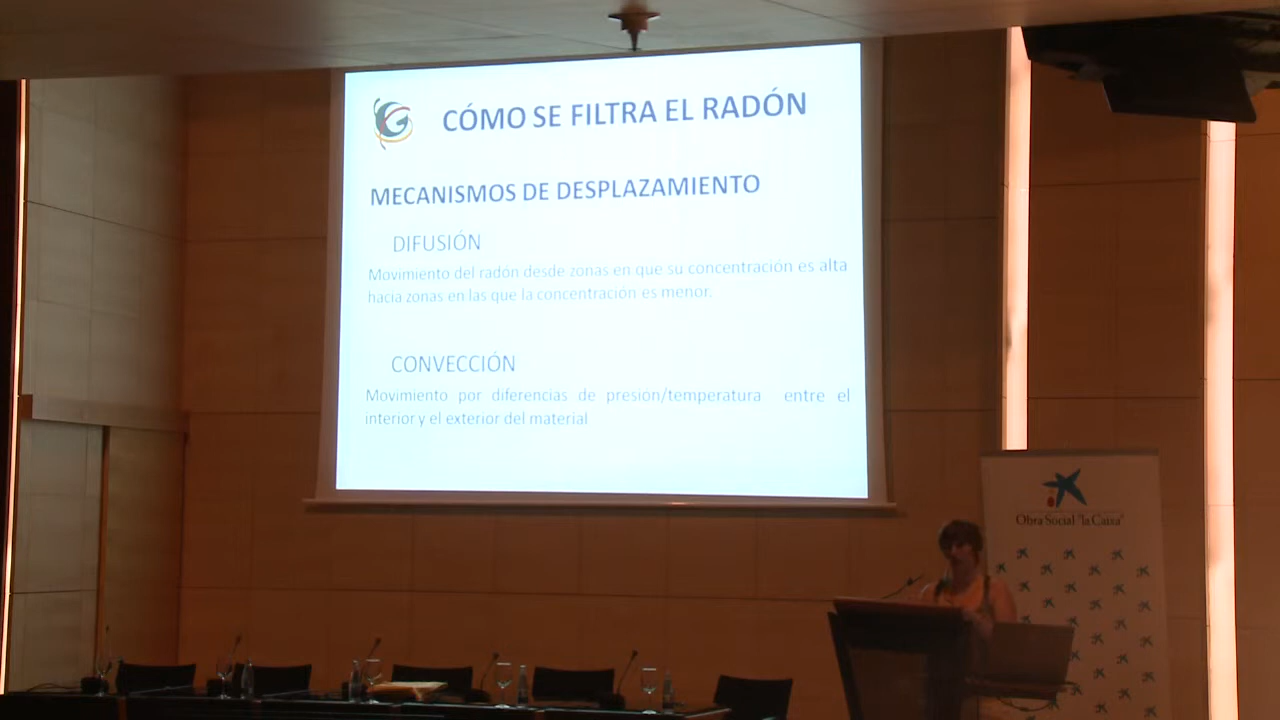 CÓMO SE FILTRA EL RADÓN
MECANISMOS DE DESPLAZAMIENTO
DIFUSIÓN
Movimiento del radón desde zonas en que su concentración es alta
hacia zonas en las que la concentración es menor.
CONVECCIÓN
Movimiento por diferencias de presión/temperatura entre el
interior y el exterior del material
Obra Social "la Caixa"